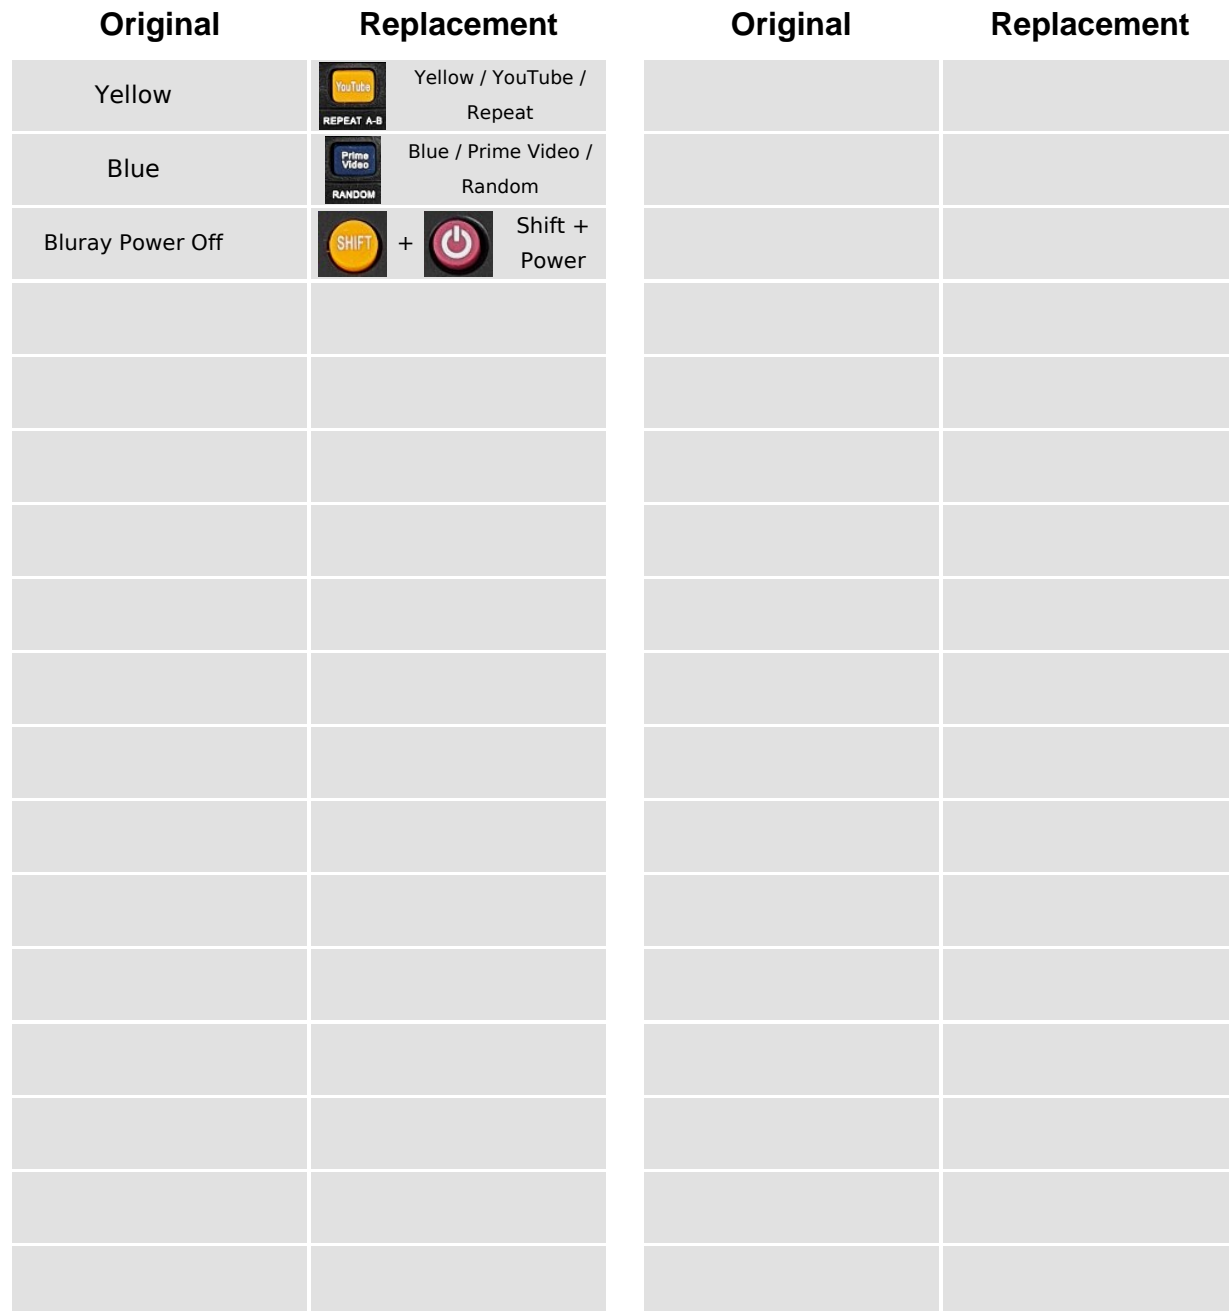 Original Replacement Original Replacement
Yellow YouTube REPEAT A-B Yellow / YouTube /
Repeat
Blue Prime
Video RANDOM Blue / Prime Video /
Random
Bluray Power Off SHIFT + Shift +
Power